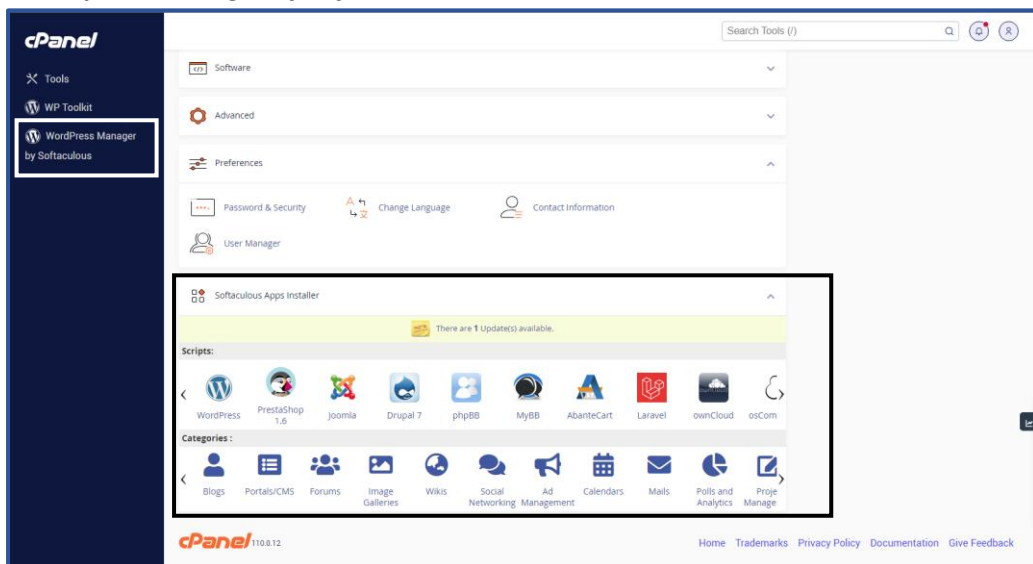 cPanel
Search Tools (/)
Tools
WP Toolkit
WordPress Manager
by Softaculous
Software
Advanced
Preferences
Password & Security
Change Language
Contact Information
User Manager
Softaculous Apps Installer
There are 1 Update(s) available.
Scripts:
WordPress
PrestaShop
1.6
Joomla
Drupal 7
phpBB
MyBB
AbanteCart
Laravel
ownCloud
osCom
Categories :
Blogs
Portals/CMS
Forums
Image
Galleries
Wikis
Social
Networking
Ad
Management
Calendars
Mails
Polls and
Analytics
Proje
Manage
cPanel 110.0.12
Home Trademarks Privacy Policy Documentation Give Feedback